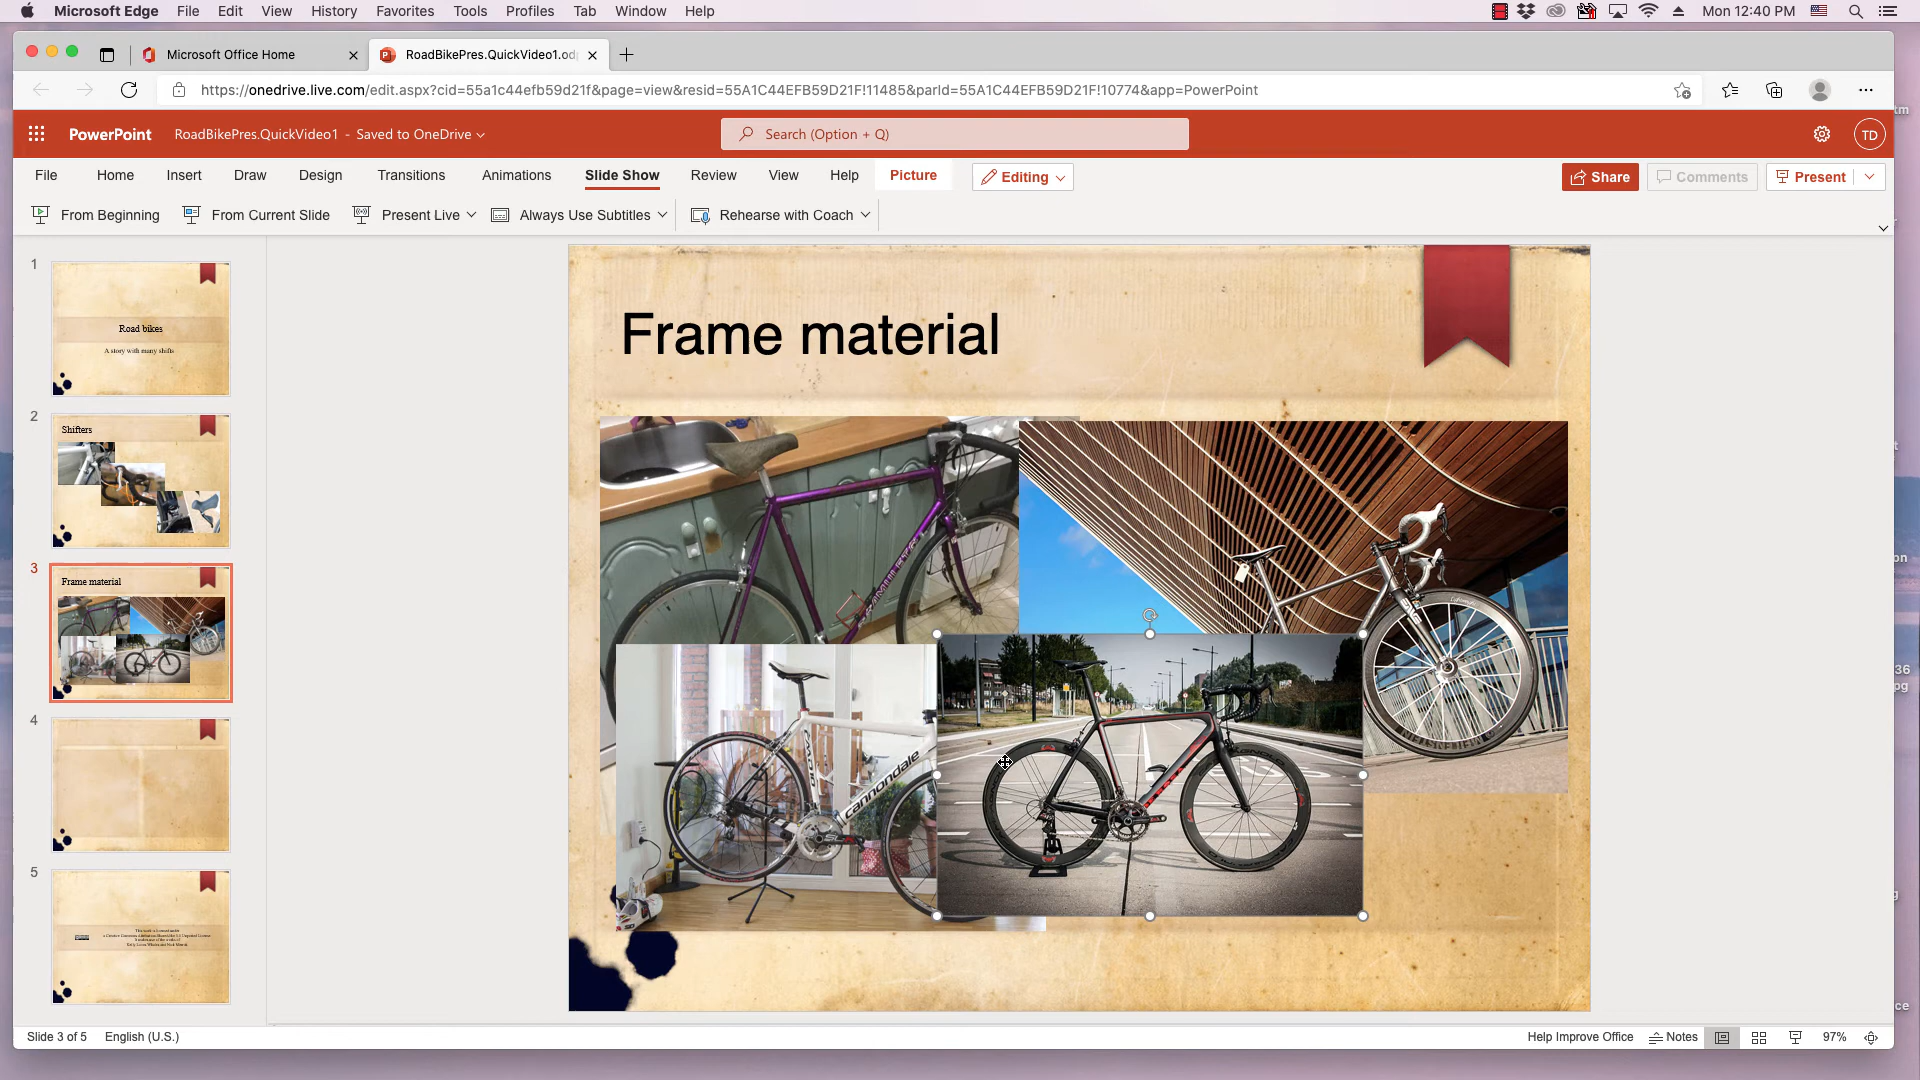 Microsoft Edge File Edit View History Favorites Tools Profiles Tab Window Help Mon 12:40 PM
Microsoft Office Home RoadBikePres.QuickVideo1.od
https://onedrive.live.com/edit.aspx?cid=55a1c44efb59d21f&page=view&resid=55A1C44EFB59D21F!11485&parId=55A1C44EFB59D21F!10774&app=PowerPoint
PowerPoint RoadBikePres.QuickVideo1 - Saved to OneDrive Search (Option + Q) TD
File Home Insert Draw Design Transitions Animations Slide Show Review View Help Picture Editing Share Comments Present
From Beginning From Current Slide Present Live Always Use Subtitles Rehearse with Coach
1
Road bikes
A story with many shifts
2
Shifters
3
Frame material
4
5
Frame material
cannondale
Slide 3 of 5 English (U.S.) Help Improve Office Notes 97%